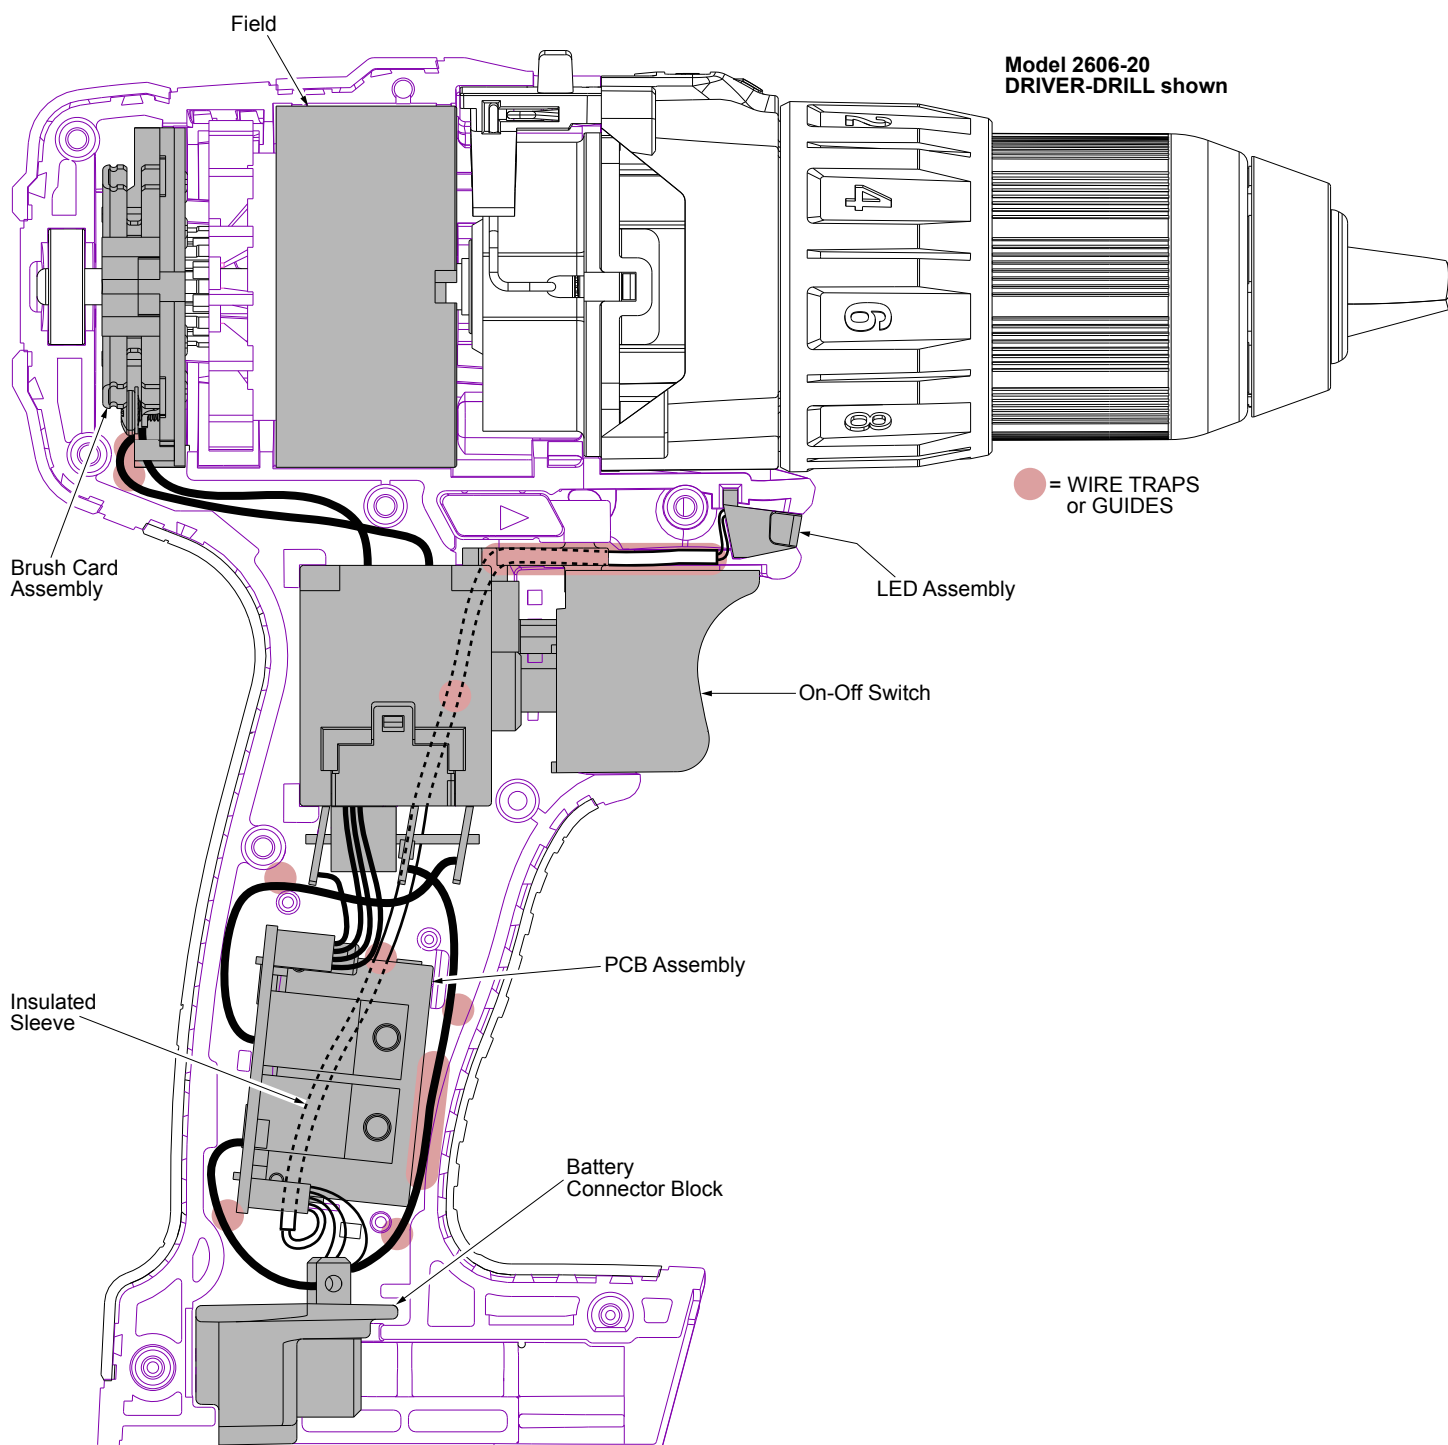 Field
Model 2606-20
DRIVER-DRILL shown
2
4
6
8
= WIRE TRAPS
or GUIDES
Brush Card
Assembly
LED Assembly
On-Off Switch
PCB Assembly
Insulated
Sleeve
Battery
Connector Block